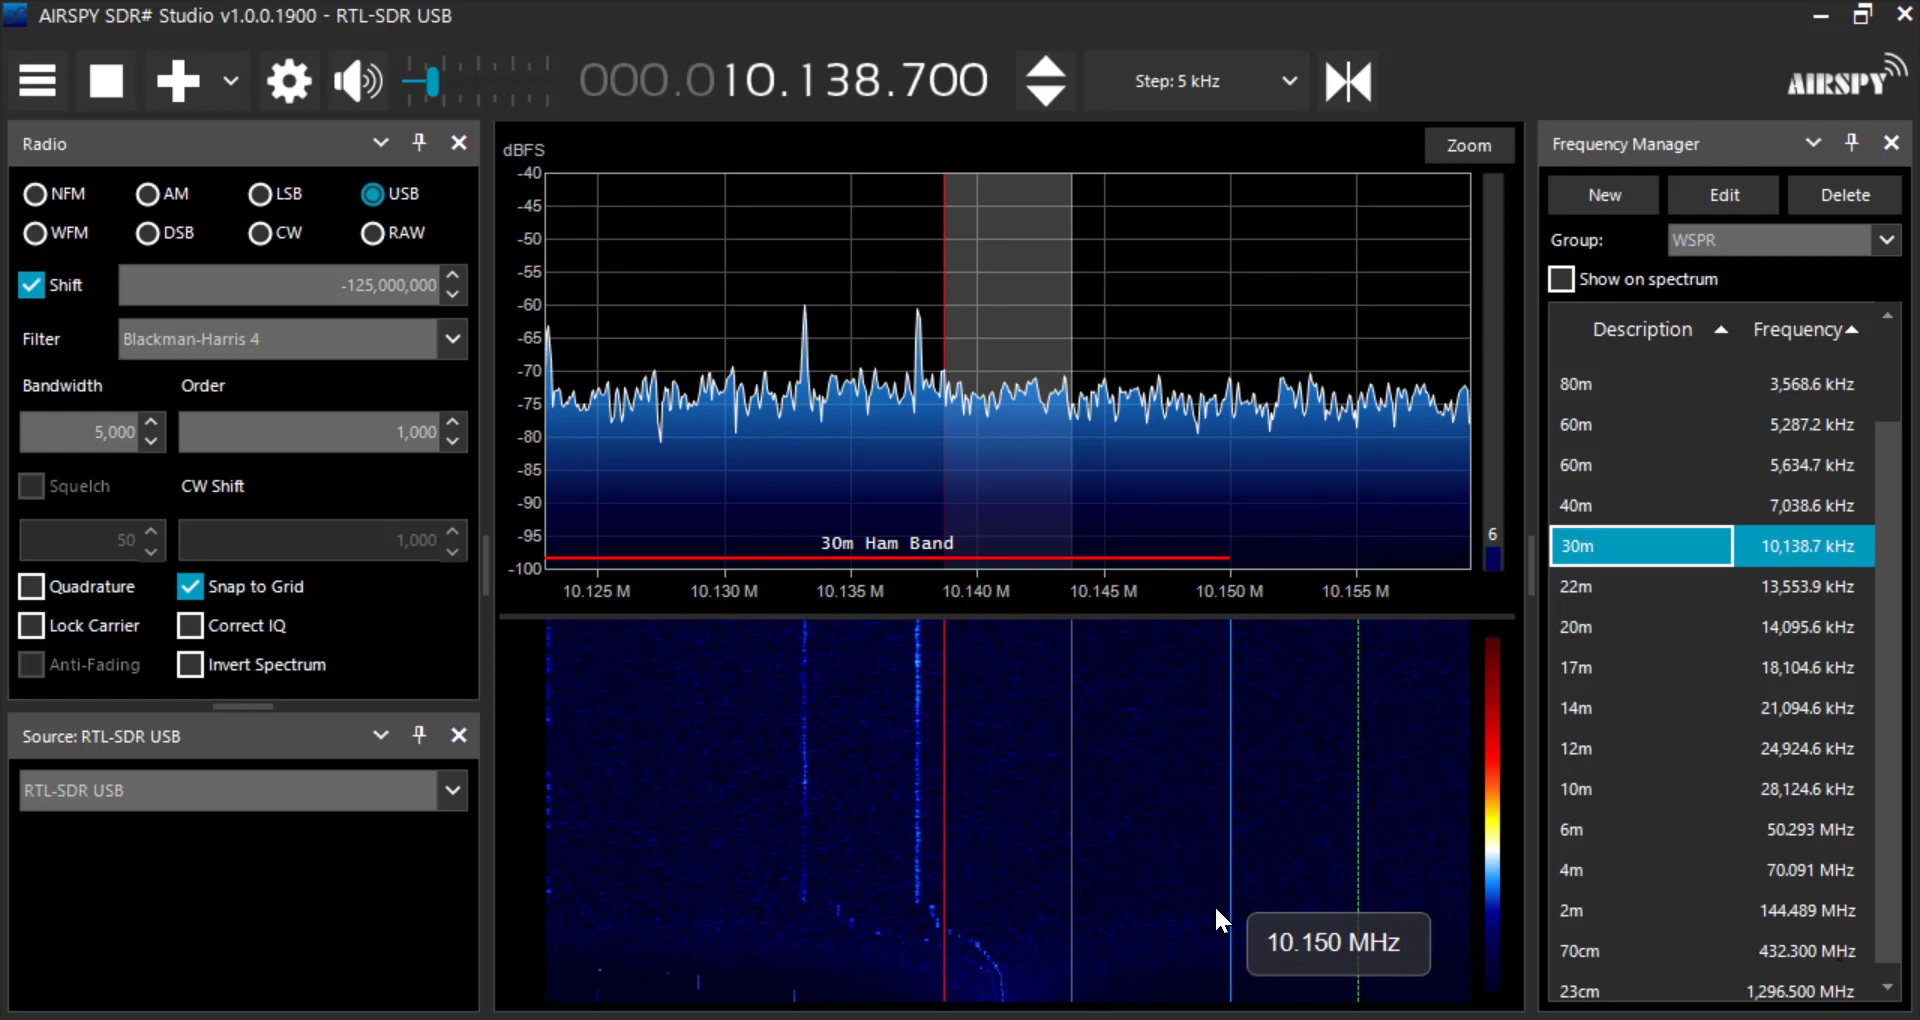 AIRSPY SDR# Studio v1.0.0.1900 - RTL-SDR USB
000.010.138.700
Step: 5 kHz
AIRSPY
Radio
NFM
AM
LSB
USB
WFM
DSB
CW
RAW
Shift
-125,000,000
Filter
Blackman-Harris 4
Bandwidth
Order
5,000
1,000
Squelch
CW Shift
50
1,000
Quadrature
Snap to Grid
Lock Carrier
Correct IQ
Anti-Fading
Invert Spectrum
Source: RTL-SDR USB
RTL-SDR USB
dBFS
Zoom
-40
-45
-50
-55
-60
-65
-70
-75
-80
-85
-90
-95
-100
6
30m Ham Band
10.125 M
10.130 M
10.135 M
10.140 M
10.145 M
10.150 M
10.155 M
10.150 MHz
Frequency Manager
New
Edit
Delete
Group:
WSPR
Show on spectrum
Description
Frequency
80m
3,568.6 kHz
60m
5,287.2 kHz
60m
5,634.7 kHz
40m
7,038.6 kHz
30m
10,138.7 kHz
22m
13,553.9 kHz
20m
14,095.6 kHz
17m
18,104.6 kHz
14m
21,094.6 kHz
12m
24,924.6 kHz
10m
28,124.6 kHz
6m
50.293 MHz
4m
70.091 MHz
2m
144.489 MHz
70cm
432.300 MHz
23cm
1,296.500 MHz